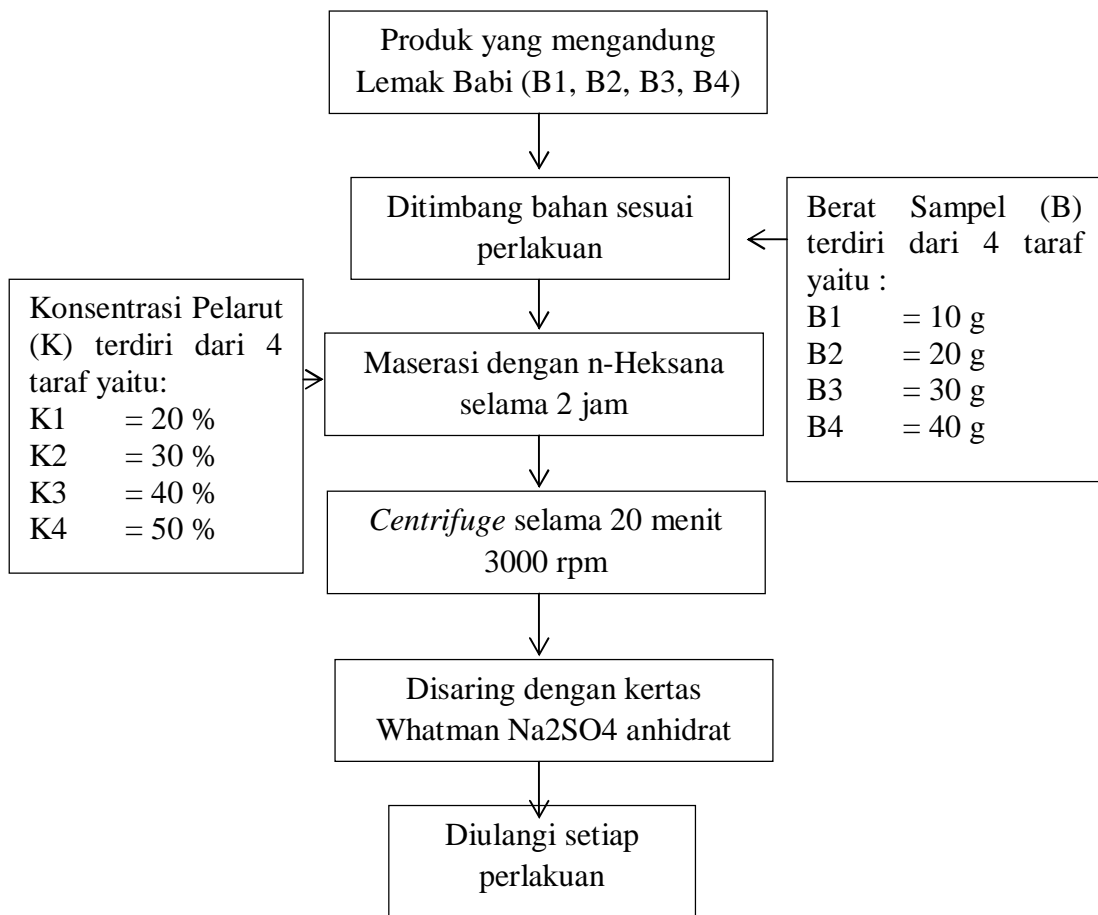 Produk yang mengandung
Lemak Babi (B1, B2, B3, B4)
Ditimbang bahan sesuai
perlakuan
Berat Sampel (B)
terdiri dari 4 taraf
yaitu :
B1 = 10 g
B2 = 20 g
B3 = 30 g
B4 = 40 g
Konsentrasi Pelarut
(K) terdiri dari 4
taraf yaitu:
K1 = 20 %
K2 = 30 %
K3 = 40 %
K4 = 50 %
Maserasi dengan n-Heksana
selama 2 jam
Centrifuge selama 20 menit
3000 rpm
Disaring dengan kertas
Whatman Na2SO4 anhidrat
Diulangi setiap
perlakuan